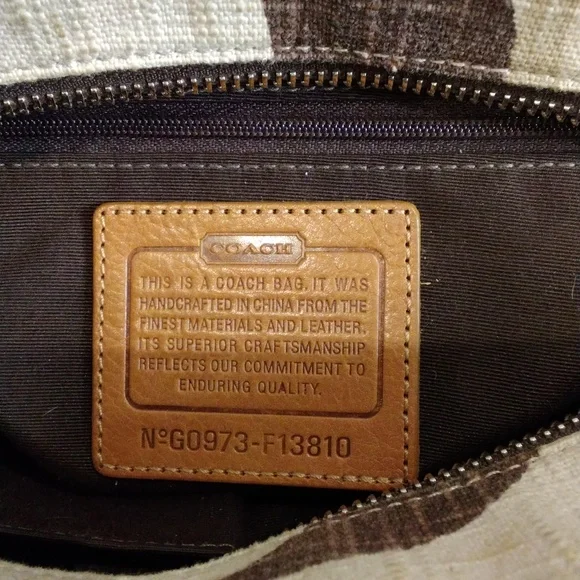 COACH
THIS IS A COACH BAG. IT WAS
HANDCRAFTED IN CHINA FROM THE
FINEST MATERIALS AND LEATHER.
ITS SUPERIOR CRAFTSMANSHIP
REFLECTS OUR COMMITMENT TO
ENDURING QUALITY.
NºG0973-F13810